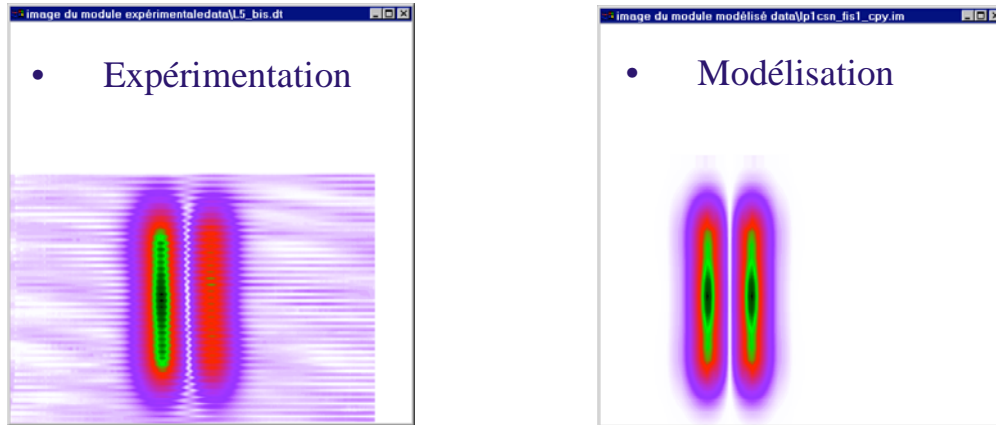 image du module expérimentaledata\L5_bis.dt
• Expérimentation
image du module modélisé data\lp1csn_fis1_cpy.im
• Modélisation